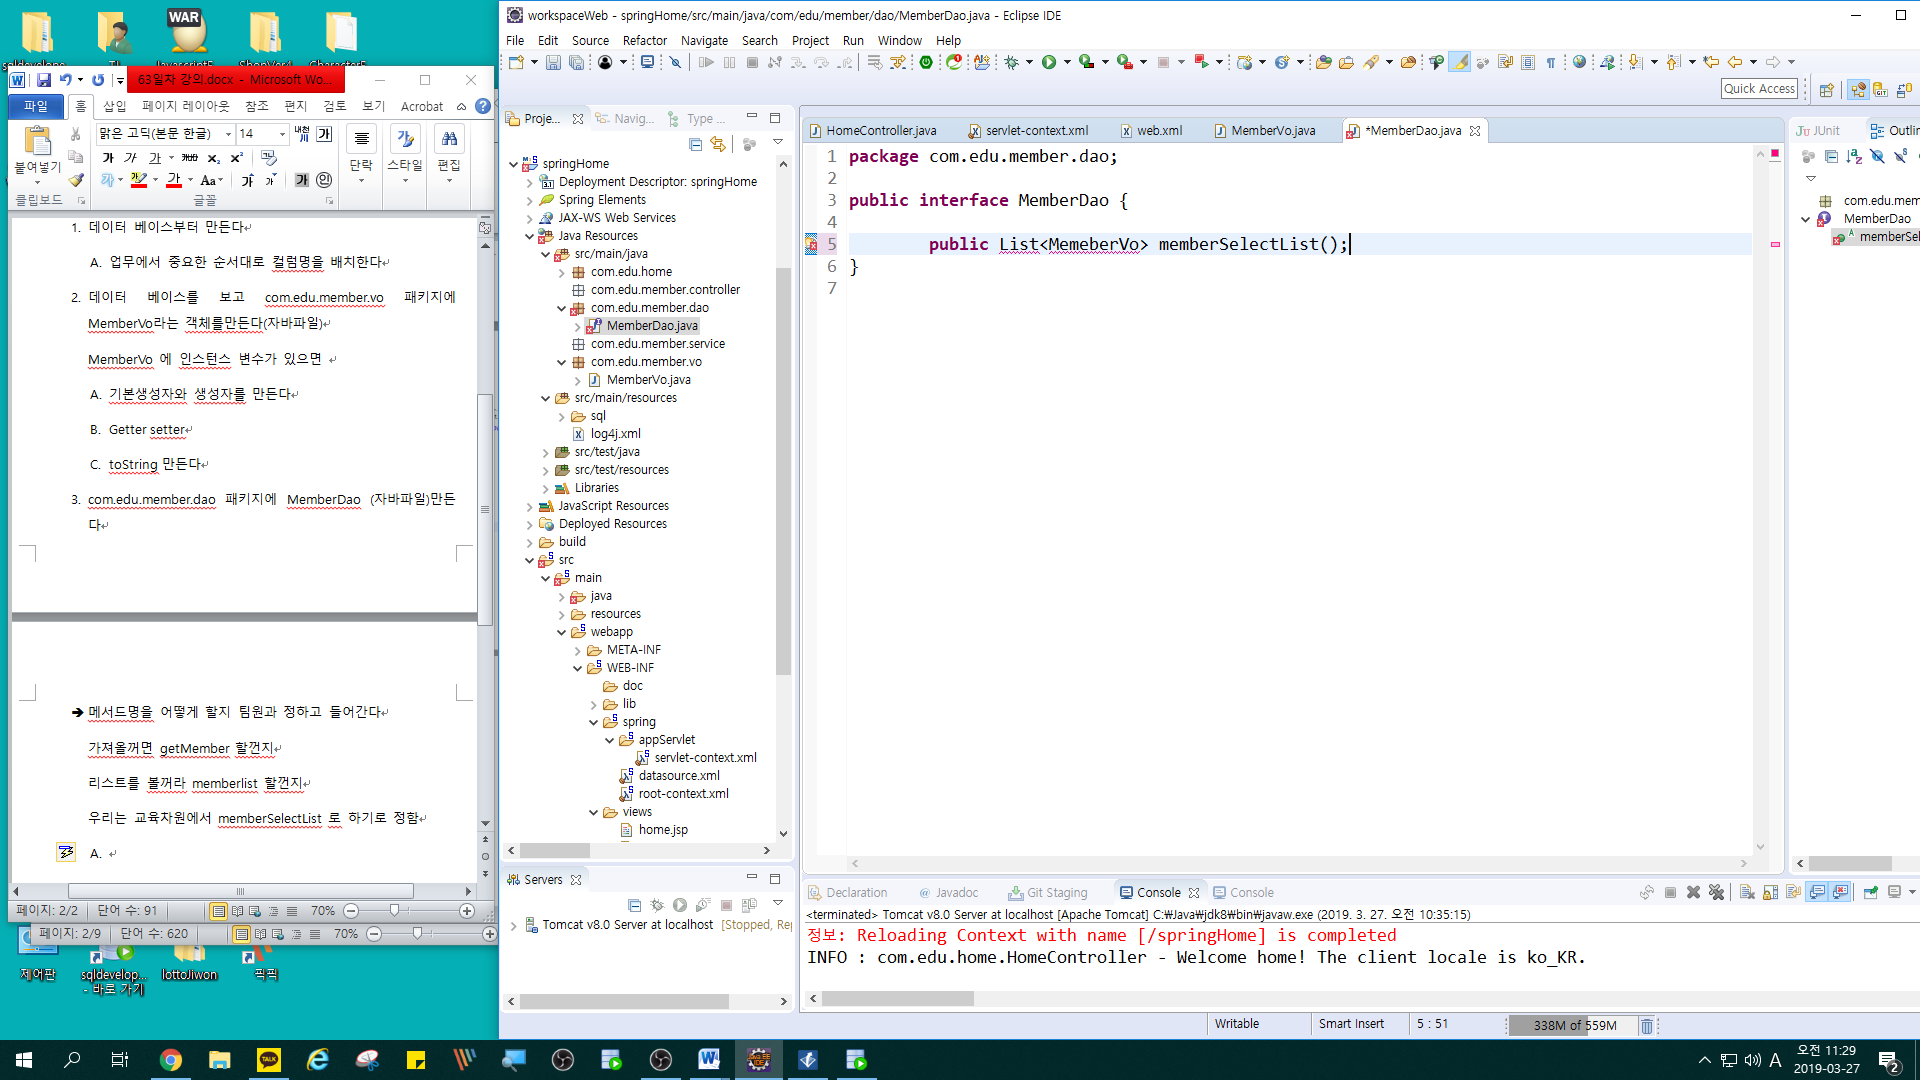 WAR
63일자 강의.docx - Microsoft Wo...
파일
홈
삽입
페이지 레이아웃
참조
편지
검토
보기
Acrobat
붙여넣기
맑은 고딕(본문 한글)
14
단락
스타일
편집
클립보드
글꼴
1. 데이터 베이스부터 만든다
A. 업무에서 중요한 순서대로 컬럼명을 배치한다
2. 데이터 베이스를 보고 com.edu.member.vo 패키지에
MemberVo라는 객체를만든다(자바파일)
MemberVo 에 인스턴스 변수가 있으면
A. 기본생성자와 생성자를 만든다
B. Getter setter
C. toString 만든다
3. com.edu.member.dao 패키지에 MemberDao (자바파일)만든
다
➔ 메서드명을 어떻게 할지 팀원과 정하고 들어간다
가져올꺼면 getMember 할껀지
리스트를 볼꺼라 memberlist 할껀지
우리는 교육차원에서 memberSelectList 로 하기로 정함
A.
페이지: 2/2
단어 수: 91
70%
페이지: 2/9
단어 수: 620
70%
제어판
sqldevelop...
- 바로 가기
lottoJiwon
픽픽
workspaceWeb - springHome/src/main/java/com/edu/member/dao/MemberDao.java - Eclipse IDE
File Edit Source Refactor Navigate Search Project Run Window Help
Quick Access
Proje...
Navig...
Type ...
springHome
Deployment Descriptor: springHome
Spring Elements
JAX-WS Web Services
Java Resources
src/main/java
com.edu.home
com.edu.member.controller
com.edu.member.dao
MemberDao.java
com.edu.member.service
com.edu.member.vo
MemberVo.java
src/main/resources
sql
log4j.xml
src/test/java
src/test/resources
Libraries
JavaScript Resources
Deployed Resources
build
src
main
java
resources
webapp
META-INF
WEB-INF
doc
lib
spring
appServlet
servlet-context.xml
datasource.xml
root-context.xml
views
home.jsp
Servers
Tomcat v8.0 Server at localhost [Stopped, Re
HomeController.java
servlet-context.xml
web.xml
MemberVo.java
*MemberDao.java
1 package com.edu.member.dao;
2
3 public interface MemberDao {
4
5 public List<MemeberVo> memberSelectList();
6 }
7
JUnit
Outlin
com.edu.mem
MemberDao
memberSel
Declaration
Javadoc
Git Staging
Console
Console
<terminated> Tomcat v8.0 Server at localhost [Apache Tomcat] C:₩Java₩jdk8₩bin₩javaw.exe (2019. 3. 27. 오전 10:35:15)
정보: Reloading Context with name [/springHome] is completed
INFO : com.edu.home.HomeController - Welcome home! The client locale is ko_KR.
Writable
Smart Insert
5 : 51
338M of 559M
TALK
A
오전 11:29
2019-03-27
2